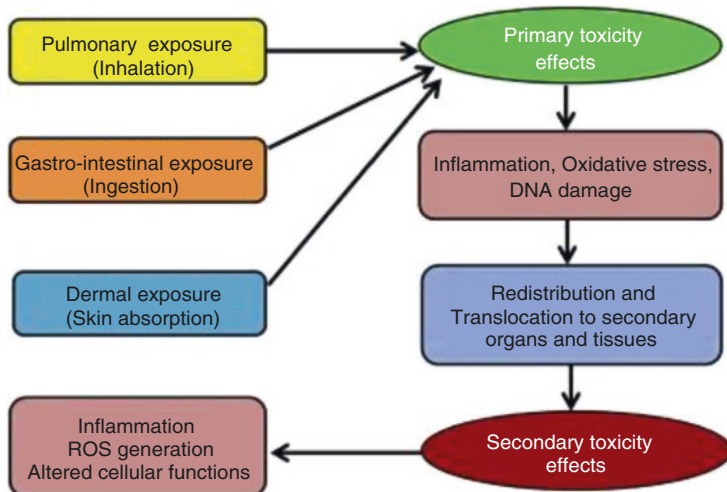 Pulmonary exposure
(Inhalation)
Primary toxicity
effects
Gastro-intestinal exposure
(Ingestion)
Inflammation, Oxidative stress,
DNA damage
Dermal exposure
(Skin absorption)
Redistribution and
Translocation to secondary
organs and tissues
Inflammation
ROS generation
Altered cellular functions
Secondary toxicity
effects